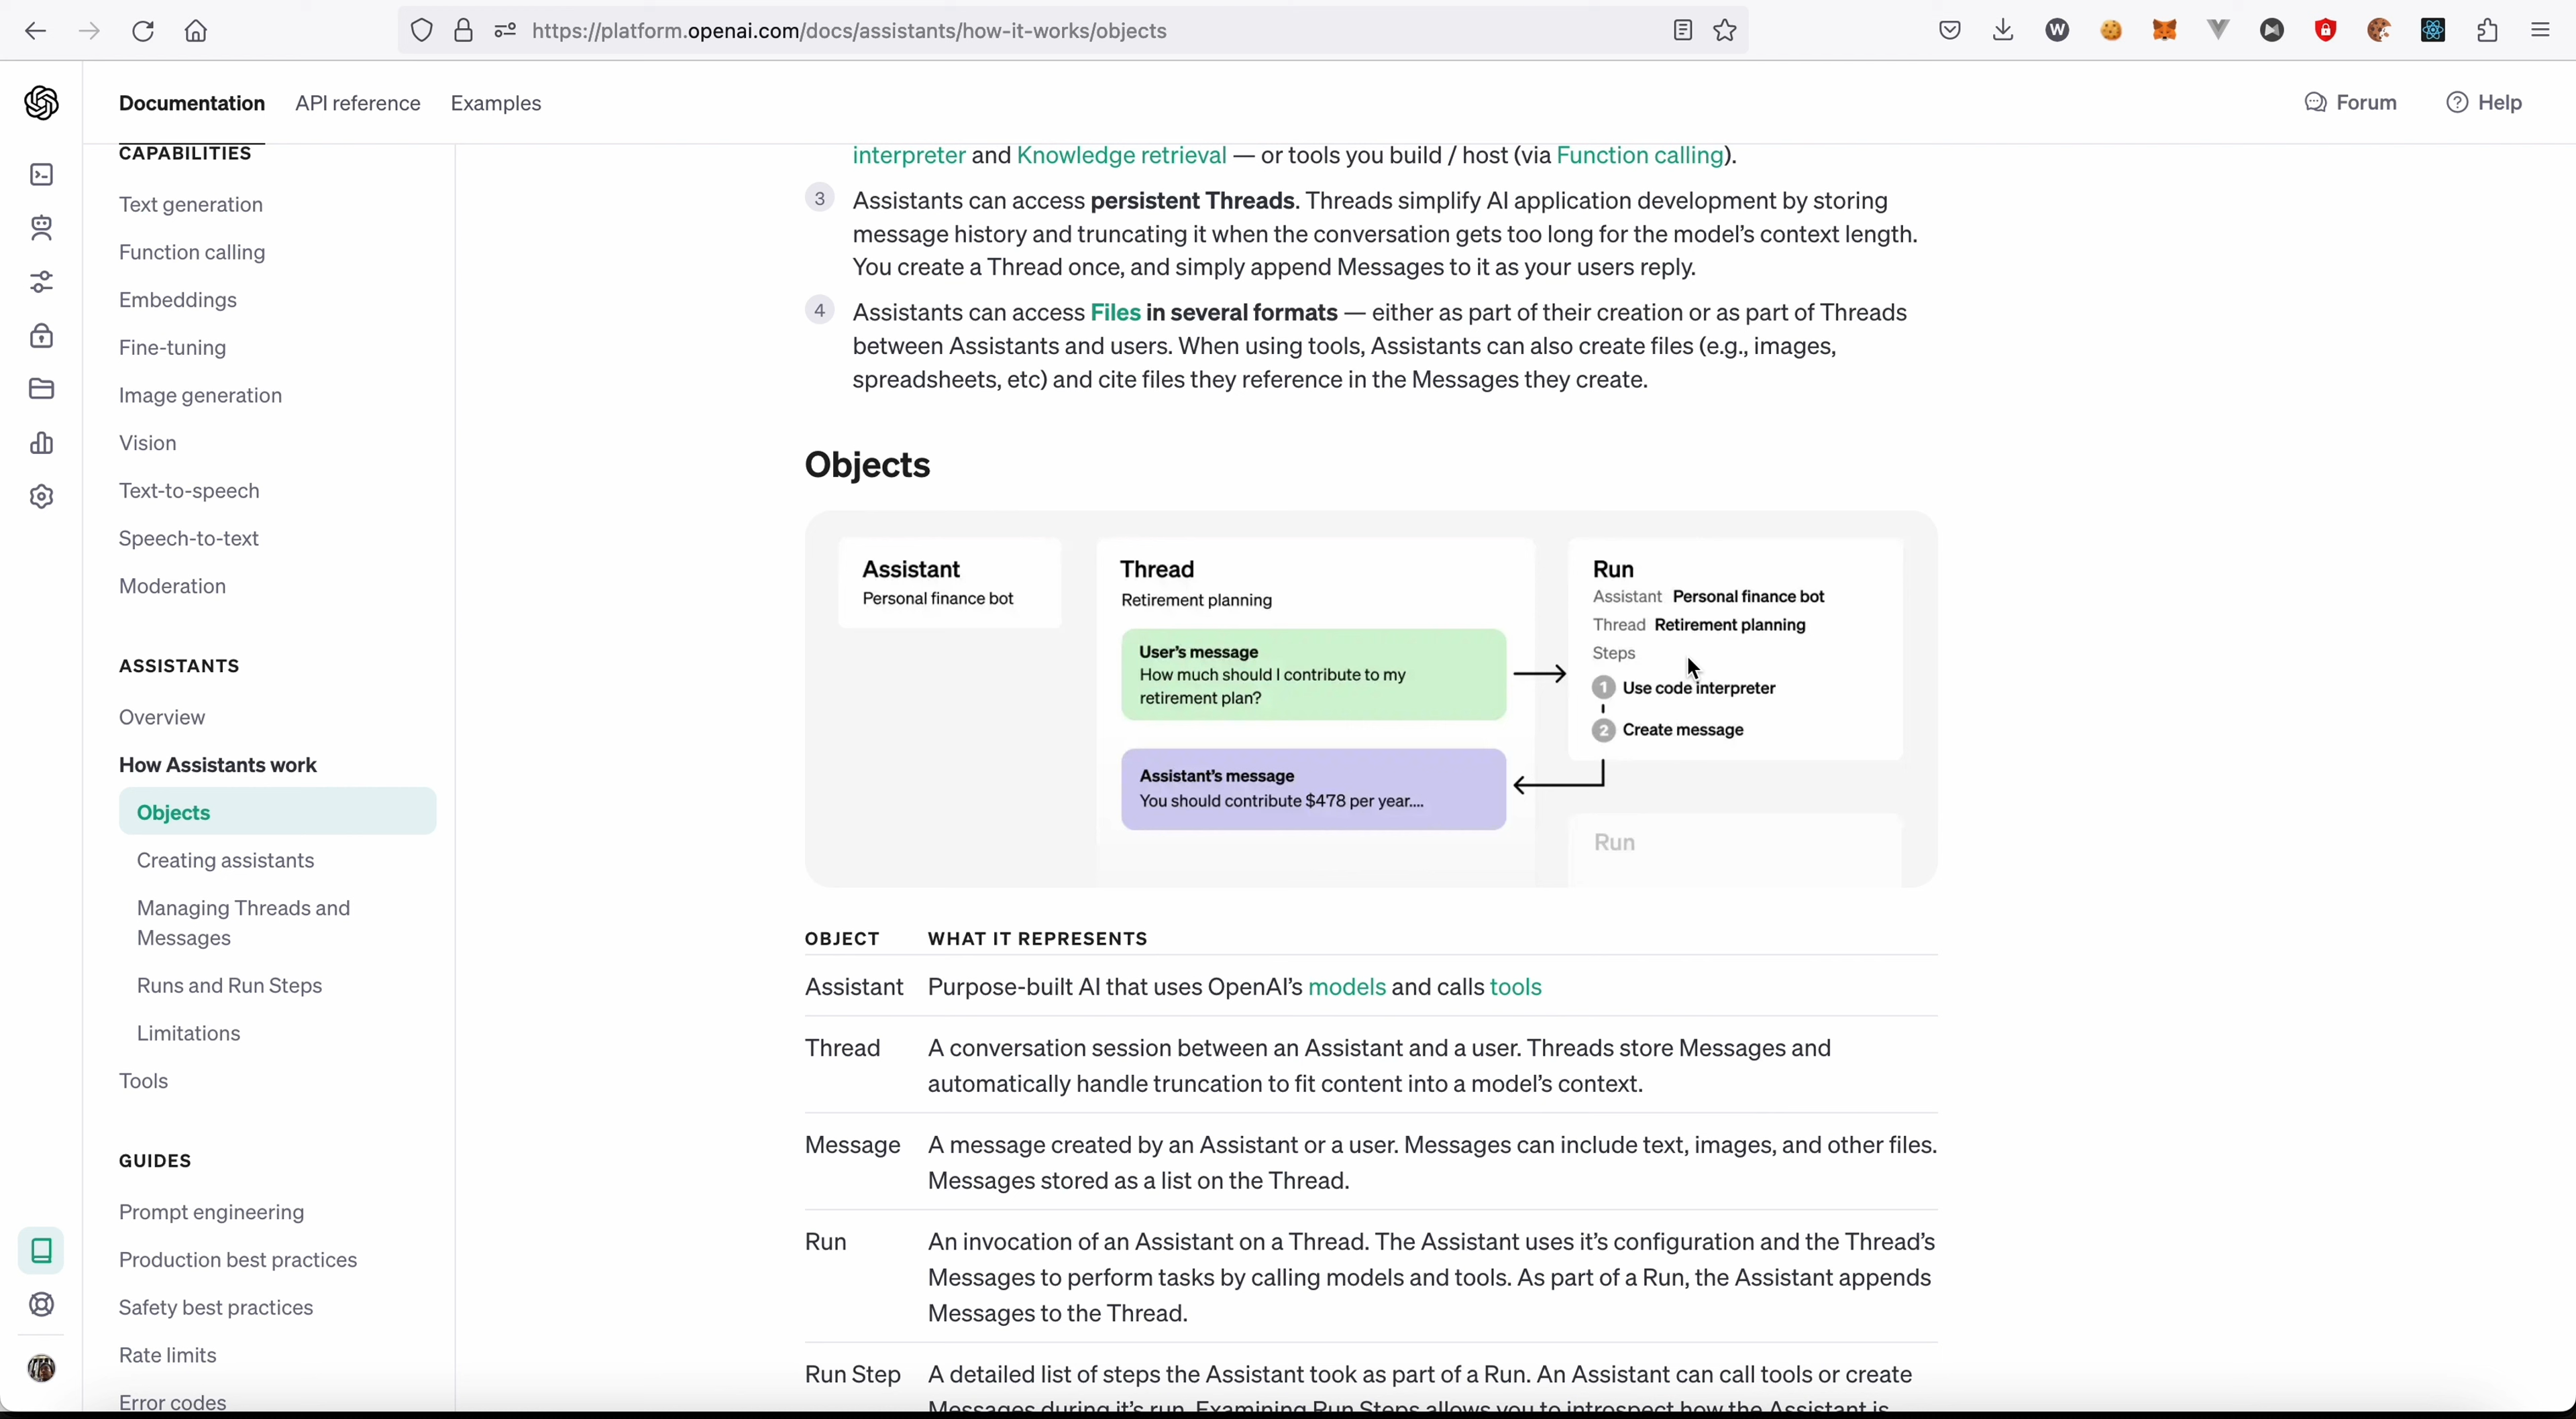 https://platform.openai.com/docs/assistants/how-it-works/objects
Documentation
API reference
Examples
Forum
Help
CAPABILITIES
Text generation
Function calling
Embeddings
Fine-tuning
Image generation
Vision
Text-to-speech
Speech-to-text
Moderation
ASSISTANTS
Overview
How Assistants work
Objects
Creating assistants
Managing Threads and
Messages
Runs and Run Steps
Limitations
Tools
GUIDES
Prompt engineering
Production best practices
Safety best practices
Rate limits
Error codes
interpreter and Knowledge retrieval — or tools you build / host (via Function calling).
3 Assistants can access persistent Threads. Threads simplify AI application development by storing
message history and truncating it when the conversation gets too long for the model's context length.
You create a Thread once, and simply append Messages to it as your users reply.
4 Assistants can access Files in several formats — either as part of their creation or as part of Threads
between Assistants and users. When using tools, Assistants can also create files (e.g., images,
spreadsheets, etc) and cite files they reference in the Messages they create.
Objects
Assistant
Personal finance bot
Thread
Retirement planning
User's message
How much should I contribute to my
retirement plan?
Assistant's message
You should contribute $478 per year....
Run
Assistant Personal finance bot
Thread Retirement planning
Steps
1 Use code interpreter
2 Create message
Run
OBJECT WHAT IT REPRESENTS
Assistant Purpose-built AI that uses OpenAI's models and calls tools
Thread A conversation session between an Assistant and a user. Threads store Messages and
automatically handle truncation to fit content into a model's context.
Message A message created by an Assistant or a user. Messages can include text, images, and other files.
Messages stored as a list on the Thread.
Run An invocation of an Assistant on a Thread. The Assistant uses it's configuration and the Thread's
Messages to perform tasks by calling models and tools. As part of a Run, the Assistant appends
Messages to the Thread.
Run Step A detailed list of steps the Assistant took as part of a Run. An Assistant can call tools or create
Messages during it's run. Examining Run Steps allows you to introspect how the Assistant is